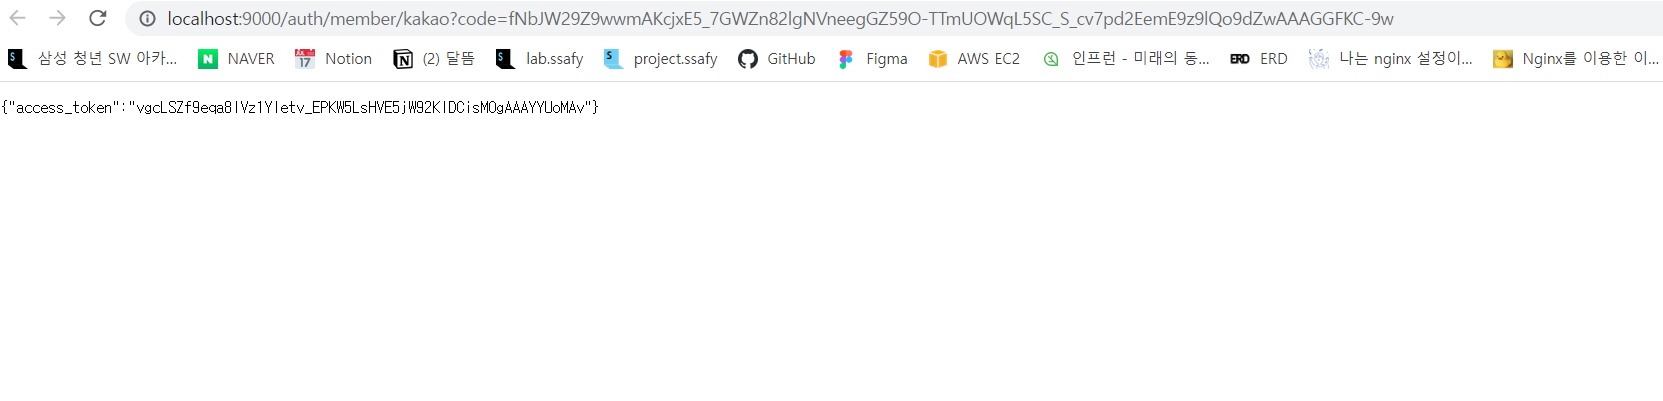 localhost:9000/auth/member/kakao?code=fNbJW29Z9wwmAKcjxE5_7GWZn82lgNVneegGZ59O-TTmUOWqL5SC_S_cv7pd2EemE9z9lQo9dZwAAAGGFKC-9w
삼성 청년 SW 아카... NAVER Notion (2) 달뜸 lab.ssafy project.ssafy GitHub Figma AWS EC2 인프런 - 미래의 동... ERD ERD 나는 nginx 설정이... Nginx를 이용한 이...
{"access_token":"vgcLSZf9eqa8lVz1YIetv_EPKW5LsHVE5jW92KIDCisM0gAAAYYUoMAv"}